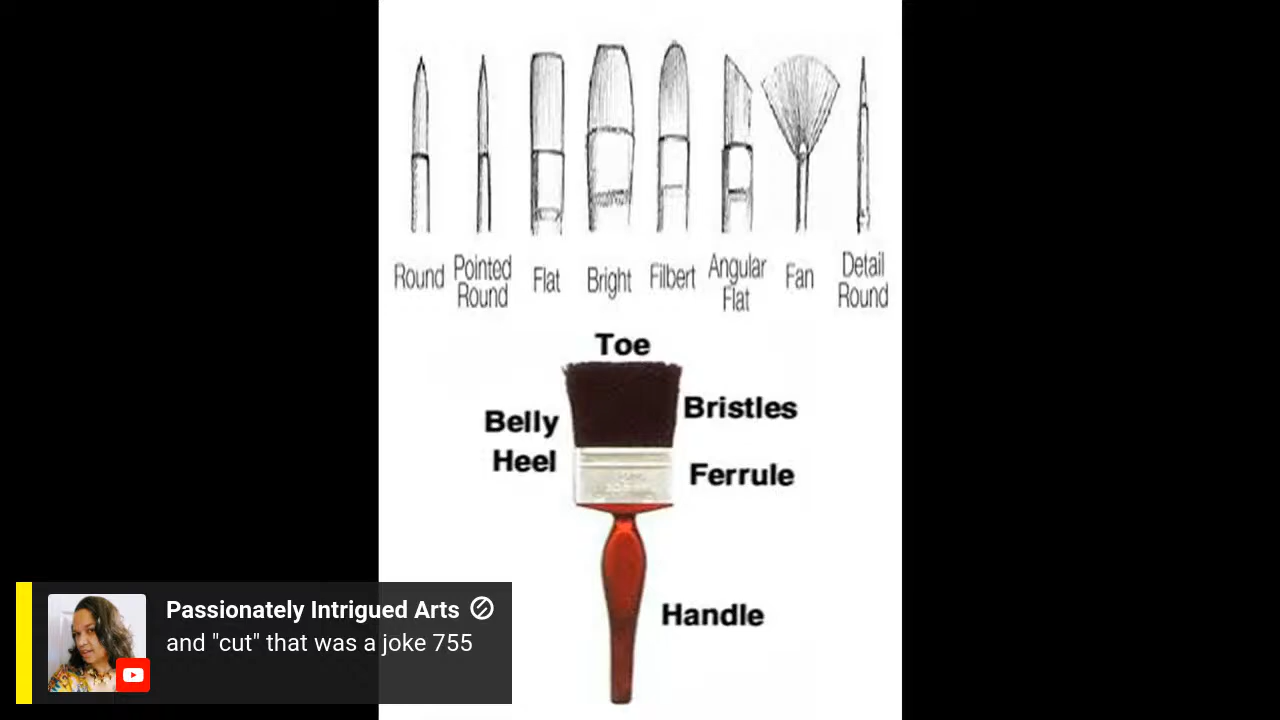 Round
Pointed
Round
Flat
Bright
Filbert
Angular
Flat
Fan
Detail
Round
Toe
Bristles
Belly
Heel
Ferrule
Handle
Passionately Intrigued Arts
and "cut" that was a joke 755